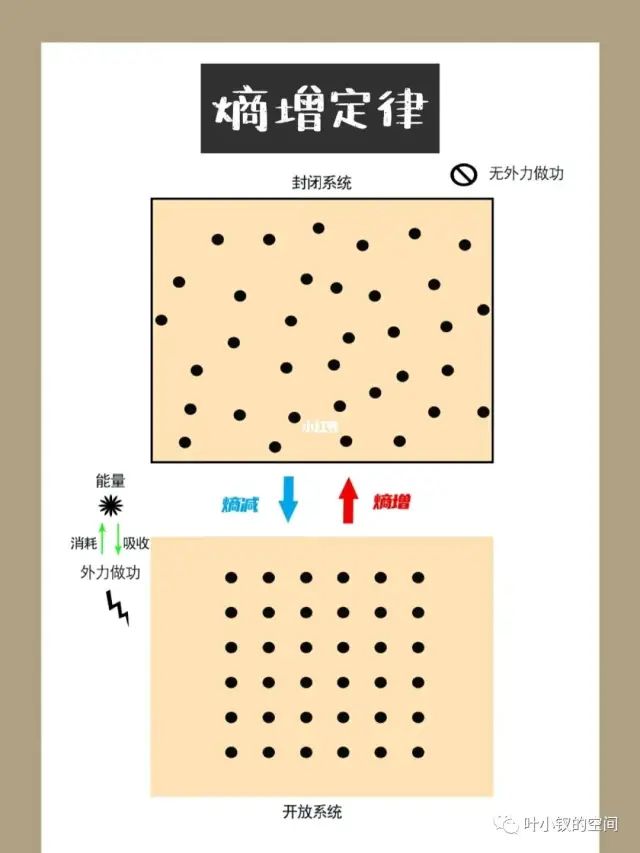 熵增定律
封闭系统
无外力做功
小红书
能量
熵减
熵增
消耗
吸收
外力做功
开放系统
叶小钗的空间